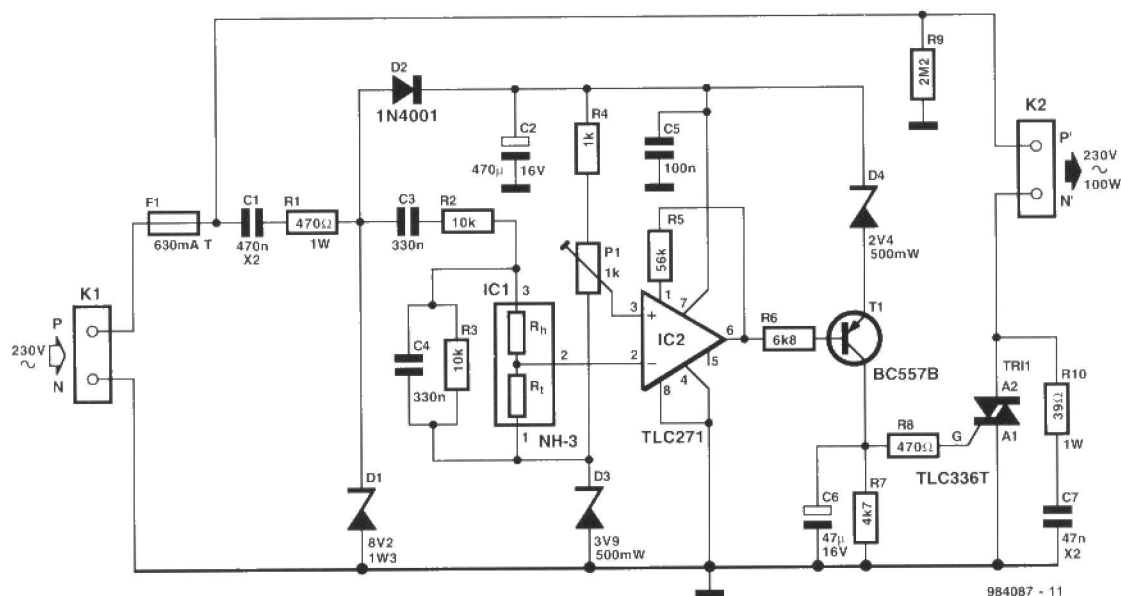 R9
2M2
D2
1N4001
R4
1k
C2
470µ
16V
C5
100n
K2
P'
230V
~
100W
N'
D4
2V4
500mW
F1
630mA T
C1
470n
X2
R1
470Ω
1W
C3
330n
R2
10k
R5
56k
P1
1k
K1
P
230V
~
N
IC1
3
Rh
2
Rt
1
NH-3
C4
330n
R3
10k
3
+
1
7
IC2
6
2
−
5
4
8
TLC271
R6
6k8
T1
BC557B
TRI1
A2
A1
G
R10
39Ω
1W
R8
470Ω
TLC336T
D1
8V2
1W3
D3
3V9
500mW
C6
47µ
16V
R7
4k7
C7
47n
X2
984087 - 11